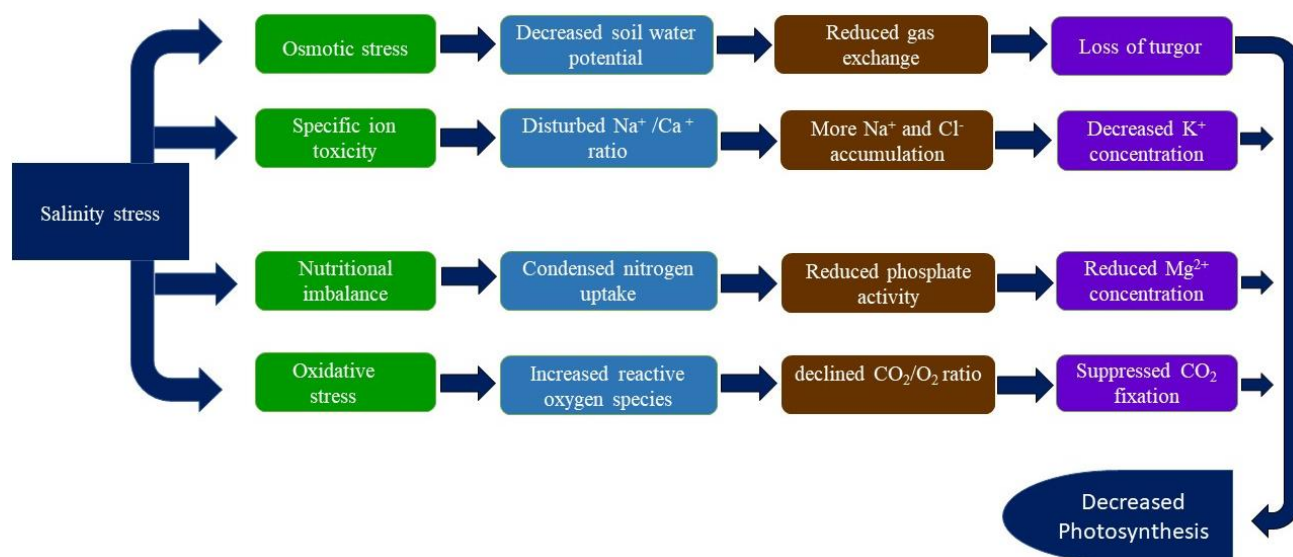 Osmotic stress
Decreased soil water
potential
Reduced gas
exchange
Loss of turgor
Specific ion
toxicity
Disturbed Na⁺ /Ca⁺
ratio
More Na⁺ and Cl⁻
accumulation
Decreased K⁺
concentration
Salinity stress
Nutritional
imbalance
Condensed nitrogen
uptake
Reduced phosphate
activity
Reduced Mg²⁺
concentration
Oxidative
stress
Increased reactive
oxygen species
declined CO₂/O₂ ratio
Suppressed CO₂
fixation
Decreased
Photosynthesis